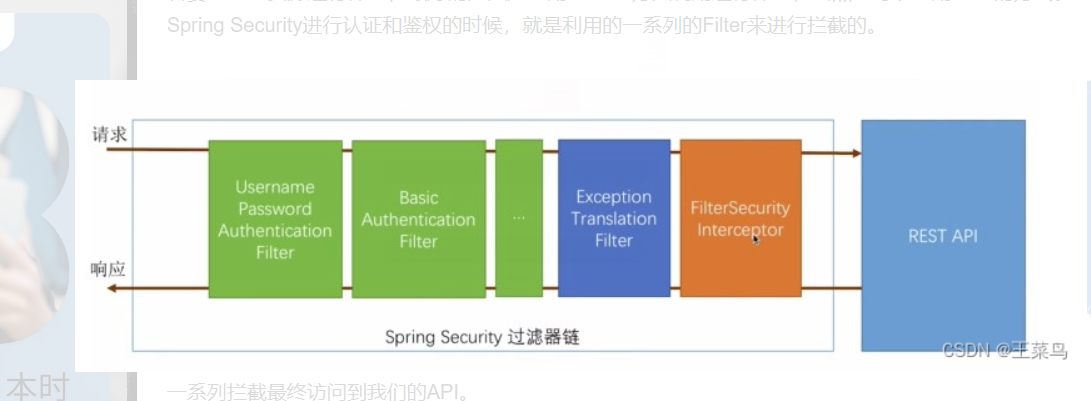 Spring Security进行认证和鉴权的时候，就是利用的一系列的FIlter来进行拦截的。
请求
Username
Password
Authentication
Filter
Basic
Authentication
Filter
...
Exception
Translation
Filter
FilterSecurity
Interceptor
REST API
响应
Spring Security 过滤器链
CSDN @王菜鸟
一系列拦截最终访问到我们的API。
本时